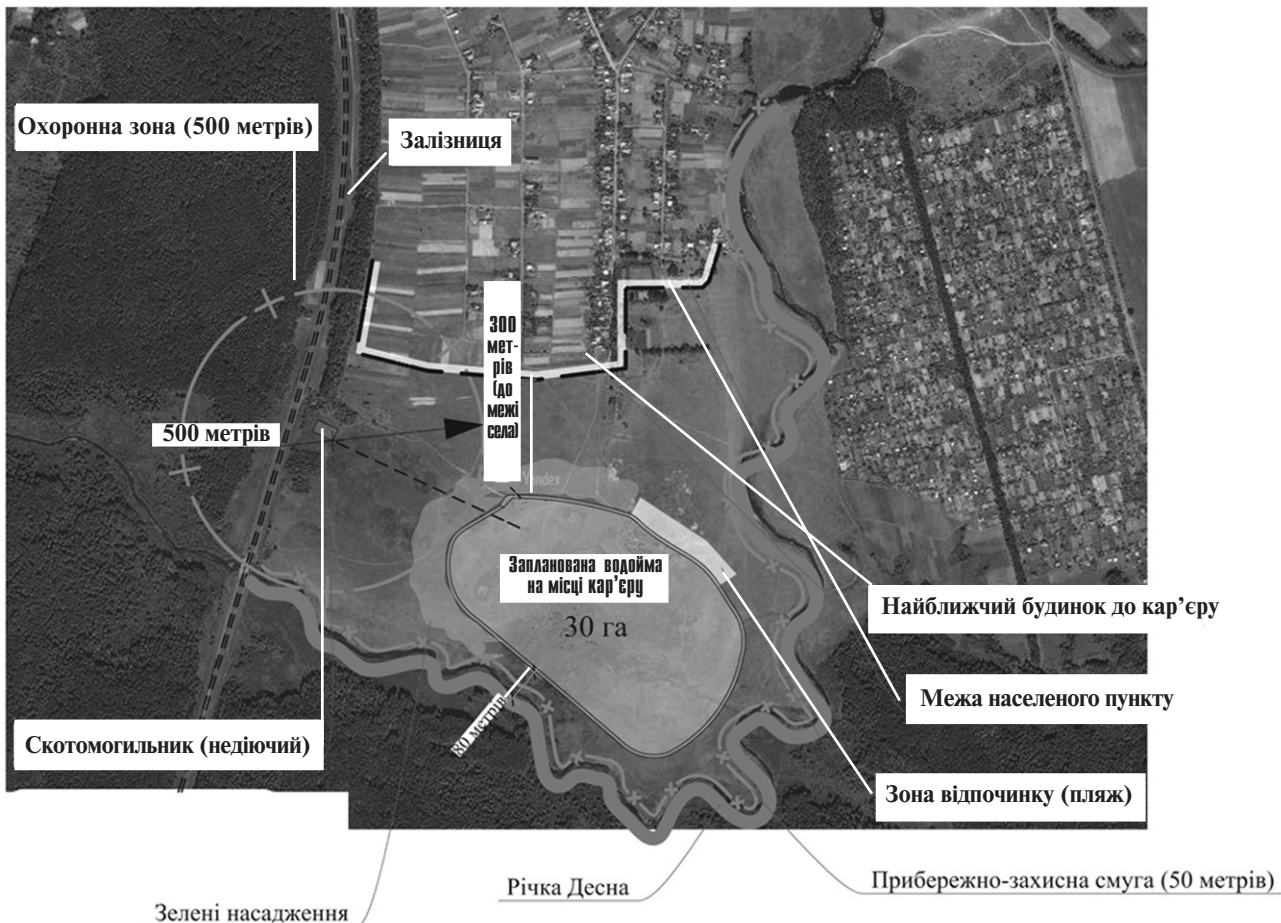 Охоронна зона (500 метрів)
Залізниця
300
мет-
рів
(до
межі
села)
500 метрів
Yandex
Запланована водойма
на місці кар’єру
30 га
Найближчий будинок до кар’єру
80 метрів
Межа населеного пункту
Скотомогильник (недіючий)
Зона відпочинку (пляж)
Річка Десна
Прибережно-захисна смуга (50 метрів)
Зелені насадження